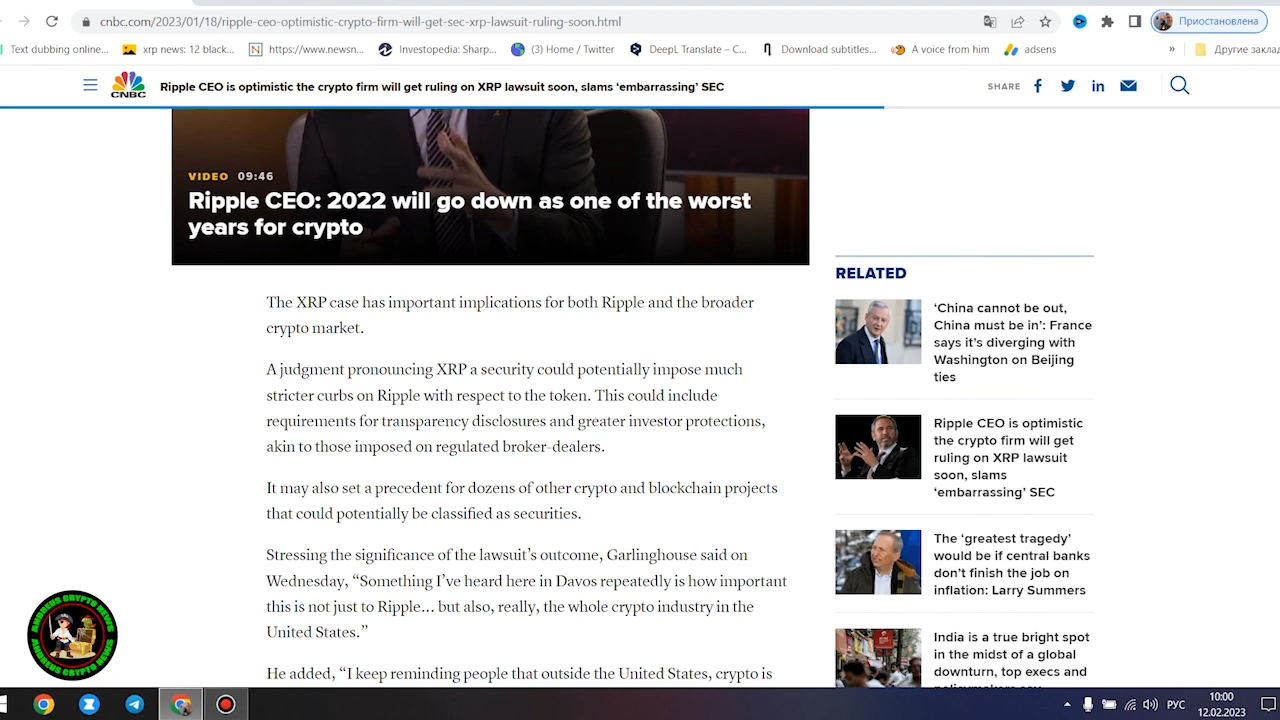 cnbc.com/2023/01/18/ripple-ceo-optimistic-crypto-firm-will-get-sec-xrp-lawsuit-ruling-soon.html
Приостановлена
Text dubbing online...
xrp news: 12 black...
https://www.newsn...
Investopedia: Sharp...
(3) Home / Twitter
DeepL Translate – C...
Download subtitles...
A voice from him
adsens
»
Другие закла
CNBC
Ripple CEO is optimistic the crypto firm will get ruling on XRP lawsuit soon, slams ‘embarrassing’ SEC
SHARE
VIDEO 09:46
Ripple CEO: 2022 will go down as one of the worst
years for crypto
The XRP case has important implications for both Ripple and the broader
crypto market.
A judgment pronouncing XRP a security could potentially impose much
stricter curbs on Ripple with respect to the token. This could include
requirements for transparency disclosures and greater investor protections,
akin to those imposed on regulated broker-dealers.
It may also set a precedent for dozens of other crypto and blockchain projects
that could potentially be classified as securities.
Stressing the significance of the lawsuit’s outcome, Garlinghouse said on
Wednesday, “Something I’ve heard here in Davos repeatedly is how important
this is not just to Ripple… but also, really, the whole crypto industry in the
United States.”
He added, “I keep reminding people that outside the United States, crypto is
RELATED
‘China cannot be out,
China must be in’: France
says it’s diverging with
Washington on Beijing
ties
Ripple CEO is optimistic
the crypto firm will get
ruling on XRP lawsuit
soon, slams
‘embarrassing’ SEC
The ‘greatest tragedy’
would be if central banks
don’t finish the job on
inflation: Larry Summers
India is a true bright spot
in the midst of a global
downturn, top execs and
ANDREUS CRYPTO NEWS
ANDREUS CRYPTO NEWS
РУС
10:00
12.02.2023